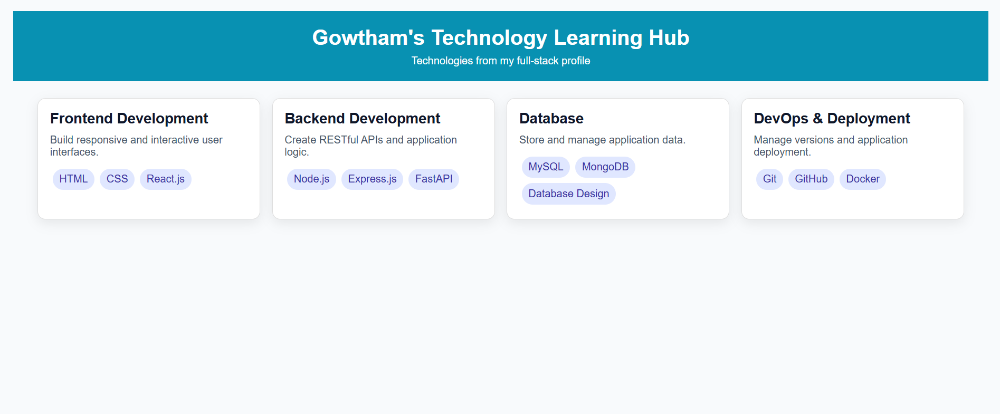 Gowtham's Technology Learning Hub
Technologies from my full-stack profile
Frontend Development
Build responsive and interactive user
interfaces.
HTML CSS React.js
Backend Development
Create RESTful APIs and application
logic.
Node.js Express.js FastAPI
Database
Store and manage application data.
MySQL MongoDB
Database Design
DevOps & Deployment
Manage versions and application
deployment.
Git GitHub Docker